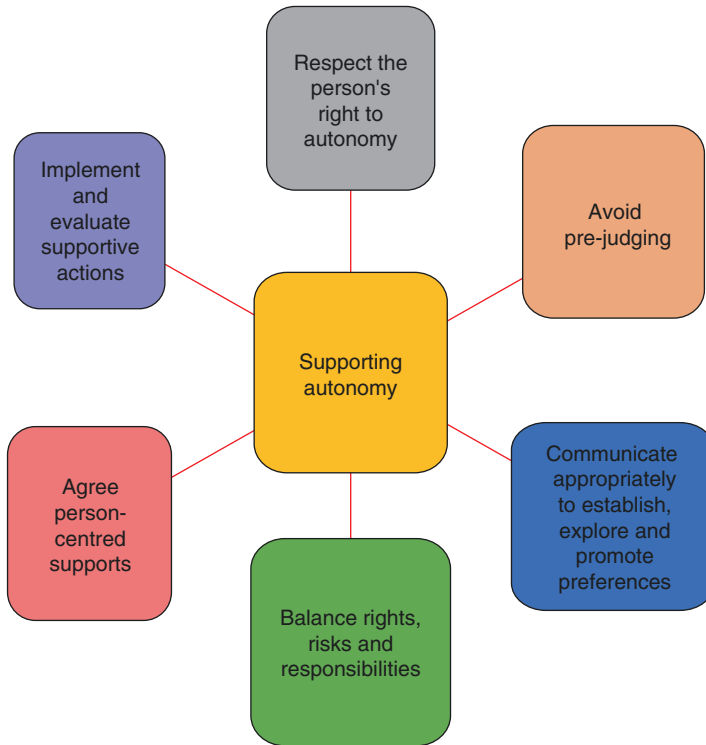 Respect the
person's
right to
autonomy
Implement
and
evaluate
supportive
actions
Avoid
pre-judging
Supporting
autonomy
Agree
person-
centred
supports
Communicate
appropriately
to establish,
explore and
promote
preferences
Balance rights,
risks and
responsibilities